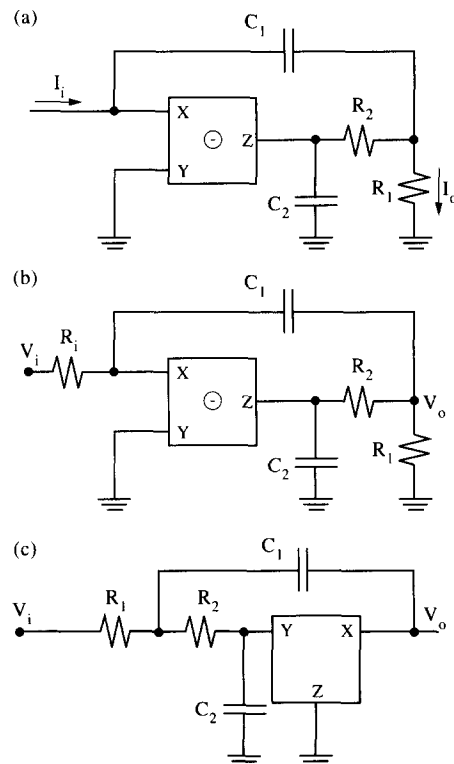 (a)
C1
Ii
X
R2
⊖ Z
Y
R1
Io
C2
(b)
C1
Vi
Ri
X
R2
⊖ Z
Vo
Y
R1
C2
(c)
C1
Vi
R1
R2
Vo
Y X
Z
C2